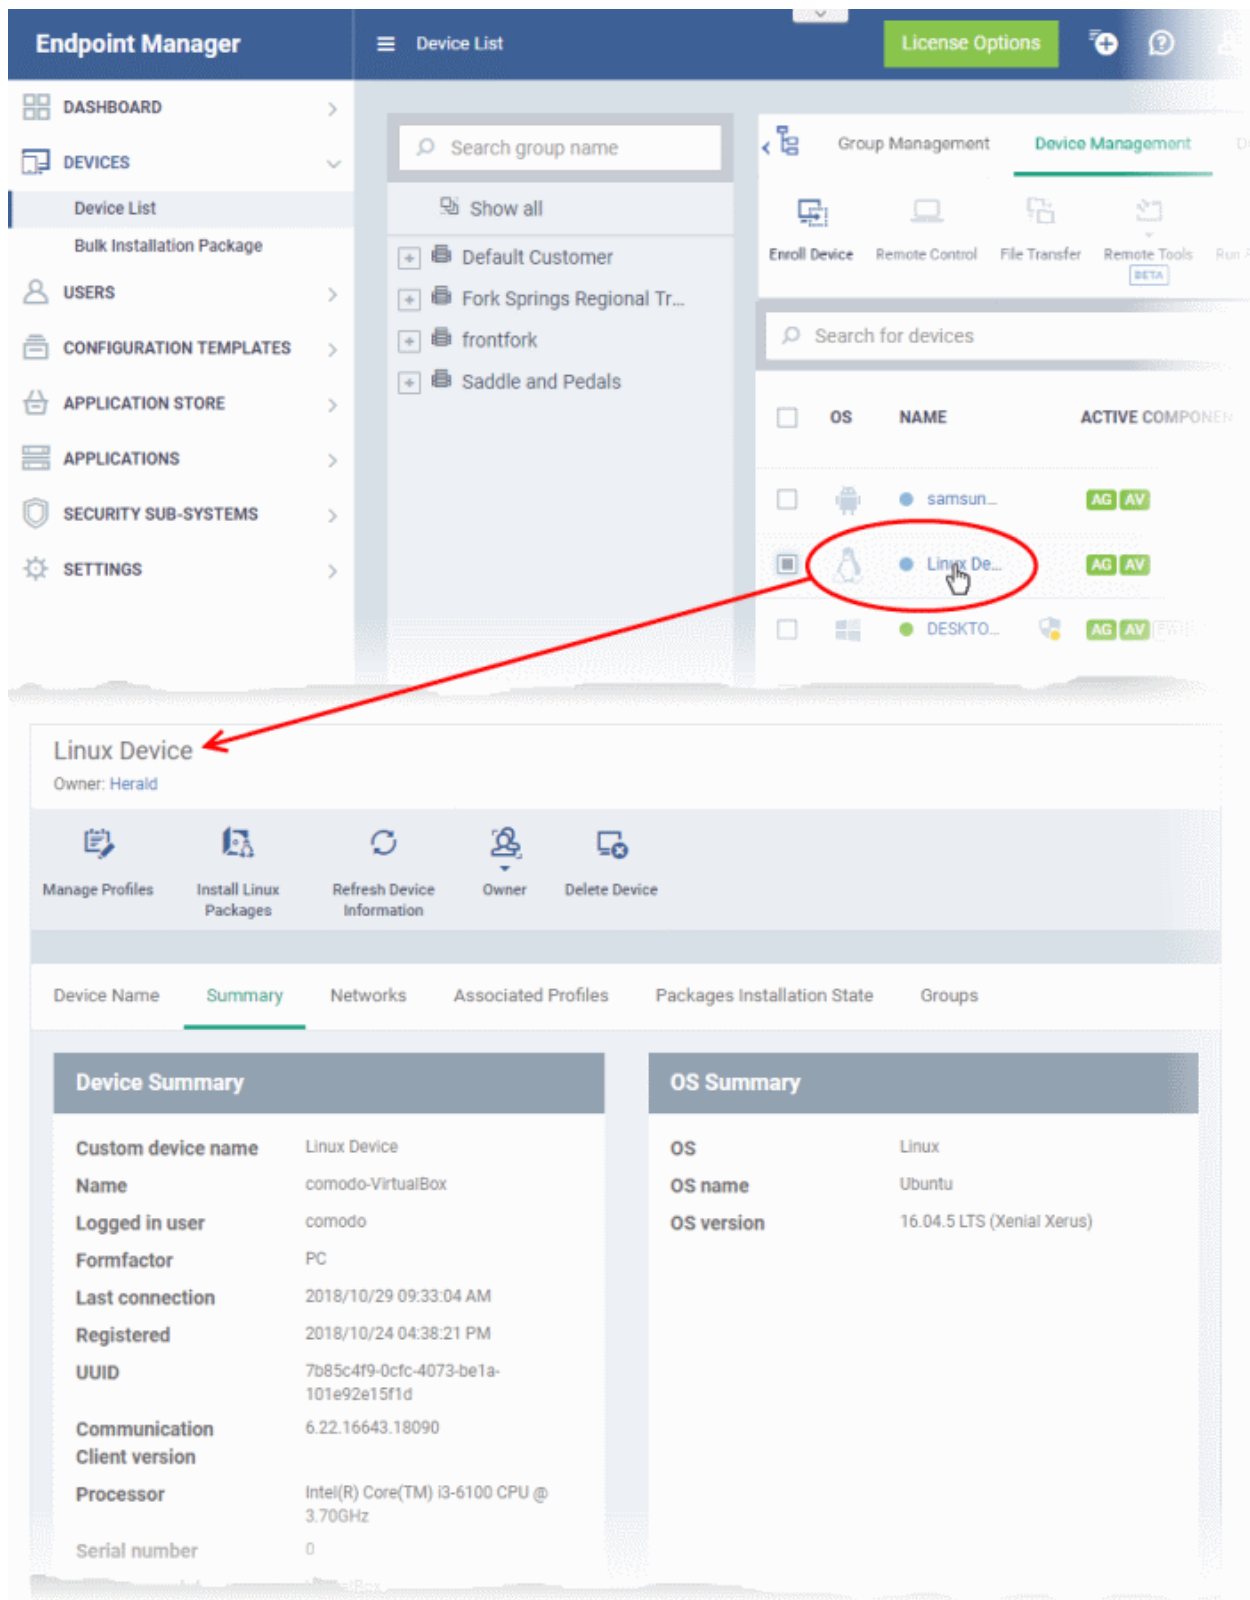 Endpoint Manager
Device List
License Options
DASHBOARD
DEVICES
Device List
Bulk Installation Package
USERS
CONFIGURATION TEMPLATES
APPLICATION STORE
APPLICATIONS
SECURITY SUB-SYSTEMS
SETTINGS
Search group name
Show all
Default Customer
Fork Springs Regional Tr...
frontfork
Saddle and Pedals
Group Management Device Management
Enroll Device Remote Control File Transfer Remote Tools Run
BETA
Search for devices
OS NAME ACTIVE COMPONEN
samsun... AG AV
Linux De... AG AV
DESKTO... AG AV FW
Linux Device
Owner: Herald
Manage Profiles
Install Linux
Packages
Refresh Device
Information
Owner
Delete Device
Device Name Summary Networks Associated Profiles Packages Installation State Groups
Device Summary
Custom device name Linux Device
Name comodo-VirtualBox
Logged in user comodo
Formfactor PC
Last connection 2018/10/29 09:33:04 AM
Registered 2018/10/24 04:38:21 PM
UUID 7b85c4f9-0cfc-4073-be1a-
101e92e15f1d
Communication 6.22.16643.18090
Client version
Processor Intel(R) Core(TM) i3-6100 CPU @
3.70GHz
Serial number 0
OS Summary
OS Linux
OS name Ubuntu
OS version 16.04.5 LTS (Xenial Xerus)